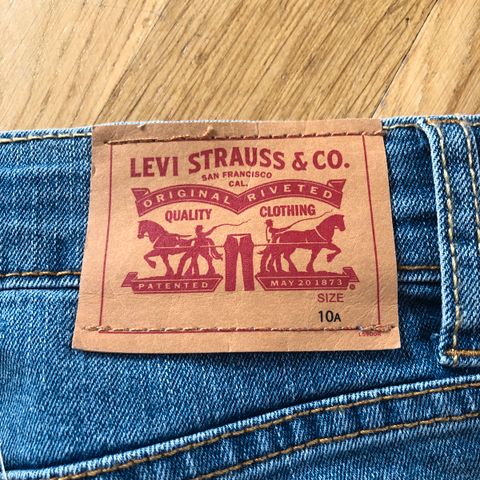 LEVI STRAUSS & CO.
SAN FRANCISCO
CAL.
ORIGINAL RIVETED
QUALITY CLOTHING
PATENTED MAY 20 1873
®
SIZE
10A